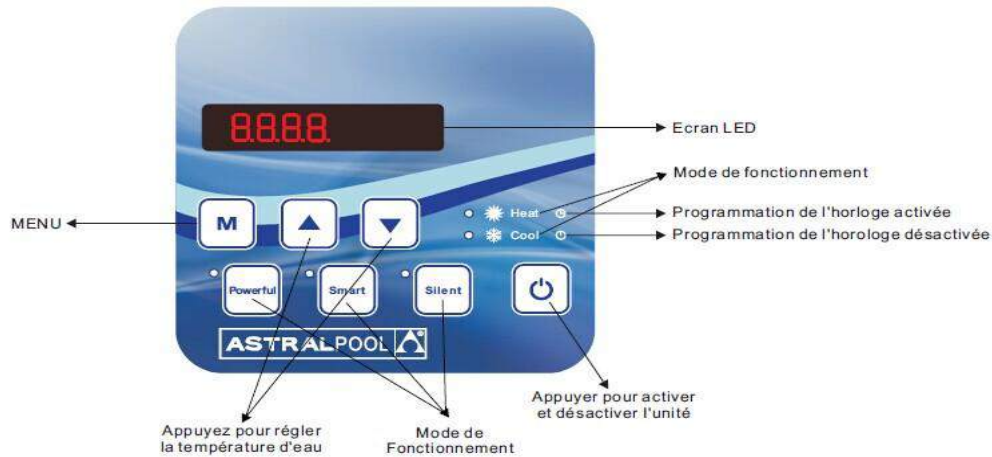 8.8.8.8.
Ecran LED
Mode de fonctionnement
MENU
M
Heat
Programmation de l'horloge activée
Cool
Programmation de l'horologe désactivée
Powerful
Smart
Silent
ASTRALPOOL
Appuyer pour activer
et désactiver l'unité
Appuyez pour régler
la température d'eau
Mode de
Fonctionnement